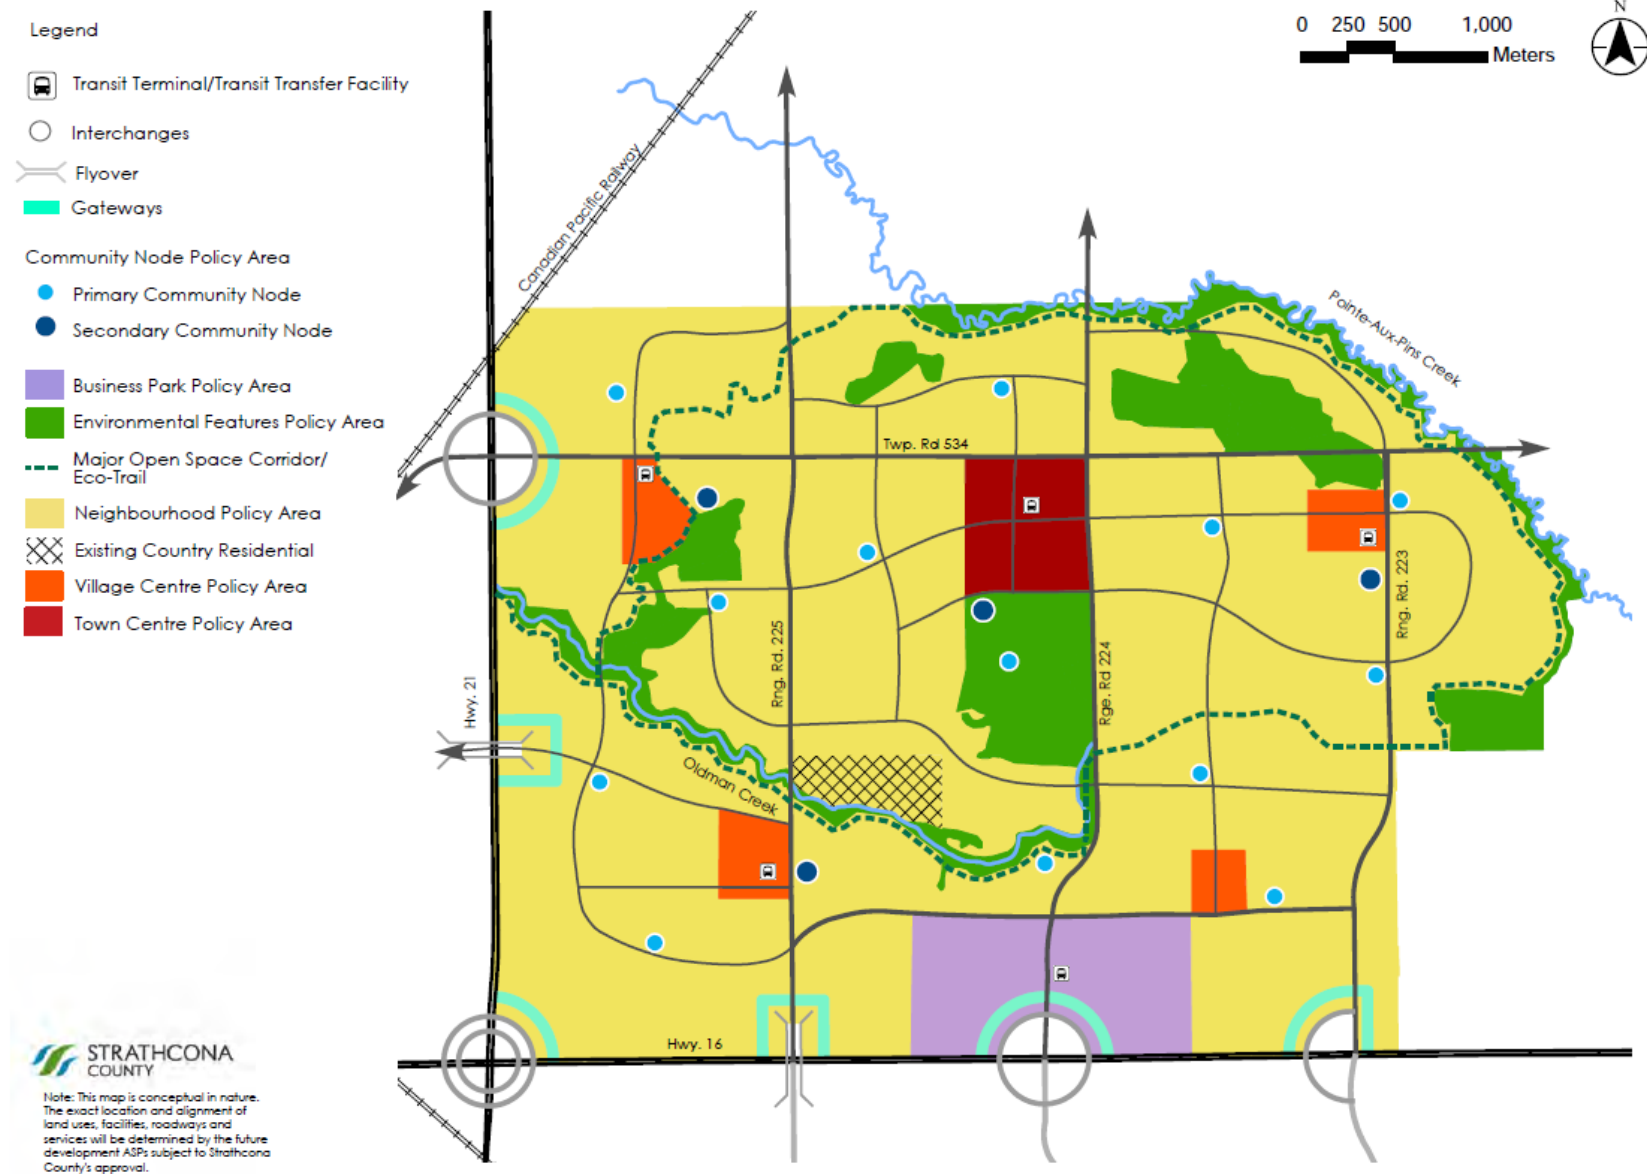 Legend
Transit Terminal/Transit Transfer Facility
Interchanges
Flyover
Gateways
Community Node Policy Area
Primary Community Node
Secondary Community Node
Business Park Policy Area
Environmental Features Policy Area
Major Open Space Corridor/
Eco-Trail
Neighbourhood Policy Area
Existing Country Residential
Village Centre Policy Area
Town Centre Policy Area
0 250 500 1,000
Meters
N
Canadian Pacific Railway
Pointe-Aux-Pins Creek
Twp. Rd 534
Rng. Rd. 223
Rng. Rd. 225
Rge. Rd 224
Hwy. 21
Oldman Creek
Hwy. 16
STRATHCONA
COUNTY
Note: This map is conceptual in nature.
The exact location and alignment of
land uses, facilities, roadways and
services will be determined by the future
development ASPs subject to Strathcona
County's approval.